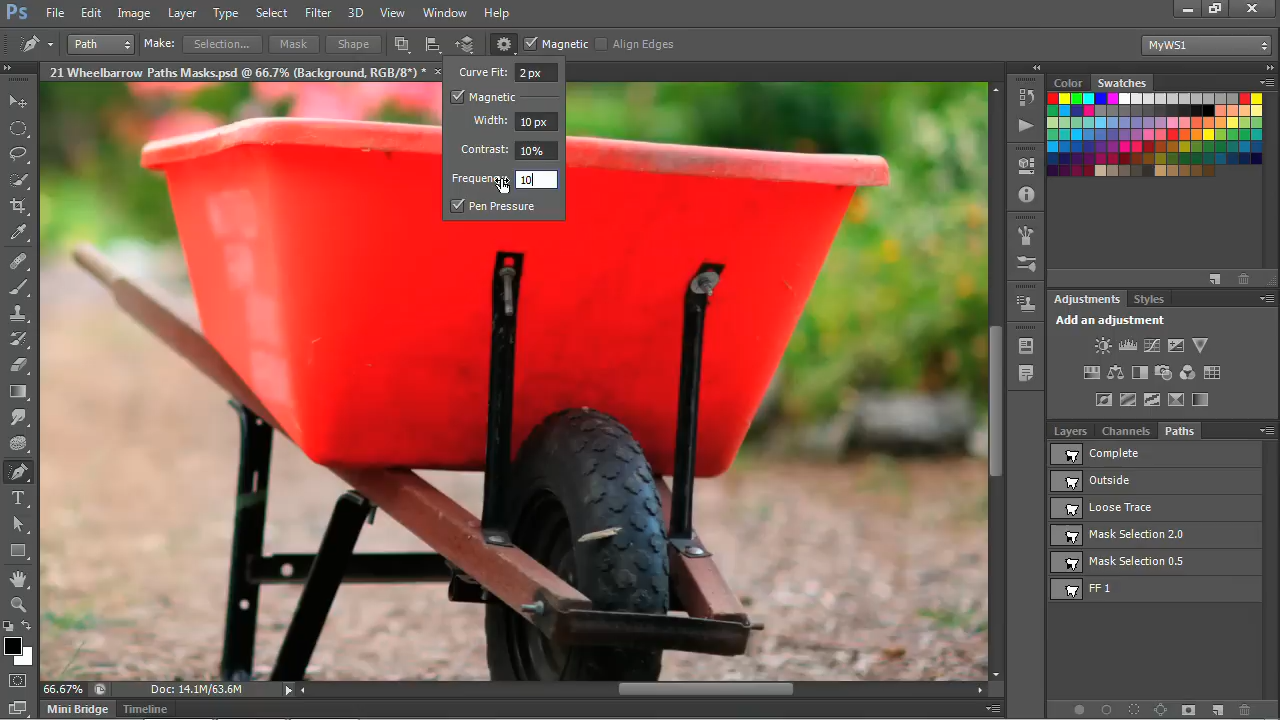 Ps File Edit Image Layer Type Select Filter 3D View Window Help
Path Make: Selection... Mask Shape Magnetic Align Edges MyWS1
21 Wheelbarrow Paths Masks.psd @ 66.7% (Background, RGB/8*) *
Curve Fit: 2 px
Magnetic
Width: 10 px
Contrast: 10%
10
Pen Pressure
Color Swatches
Adjustments Styles
Add an adjustment
Layers Channels Paths
Complete
Outside
Loose Trace
Mask Selection 2.0
Mask Selection 0.5
FF 1
66.67% Doc: 14.1M/63.6M
Mini Bridge Timeline